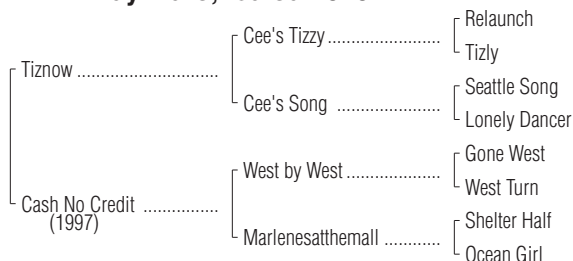 Relaunch
Cee's Tizzy ........................
Tizly
Tiznow ..............................
Seattle Song
Cee's Song ......................
Lonely Dancer
Gone West
West by West ....................
West Turn
Cash No Credit ................
(1997)
Shelter Half
Marlenesatthemall ............
Ocean Girl